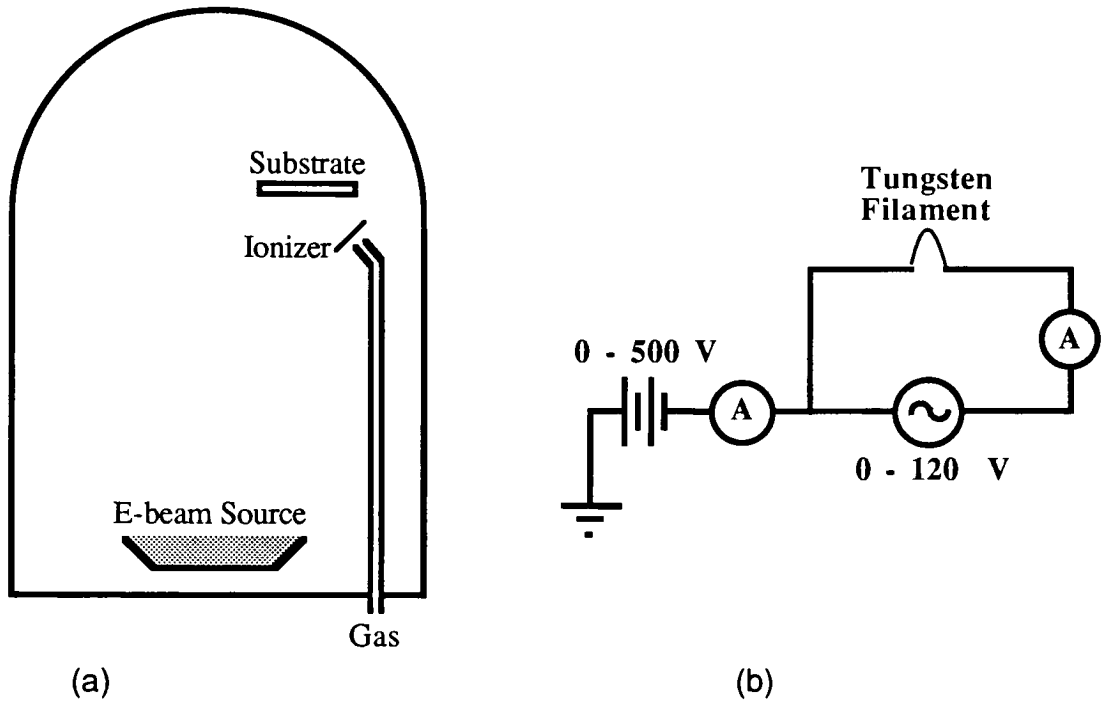 Substrate
Ionizer
E-beam Source
Gas
(a)
Tungsten
Filament
A
0 - 500 V
A
0 - 120 V
(b)